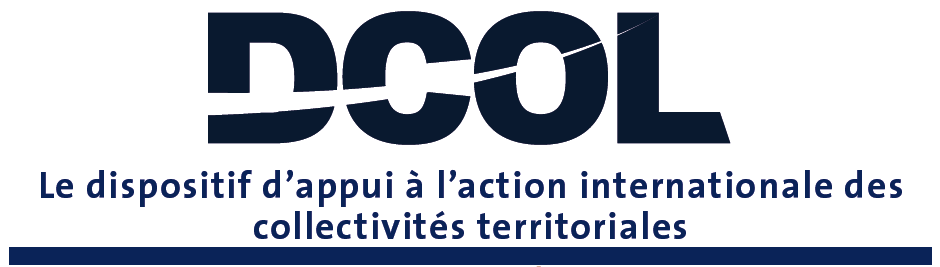 DCOL
Le dispositif d’appui à l’action internationale des
collectivités territoriales